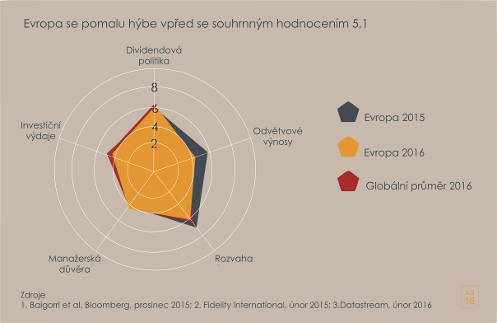 Evropa se pomalu hýbe vpřed se souhrnným hodnocením 5,1
Dividendová
politika
8
6
4
2
Investiční
výdaje
Odvětvové
výnosy
Manažerská
důvěra
Rozvaha
Evropa 2015
Evropa 2016
Globální průměr 2016
Zdroje
1. Baigorri et al, Bloomberg, prosinec 2015; 2. Fidelity International, únor 2015; 3.Datastream, únor 2016
AS
16